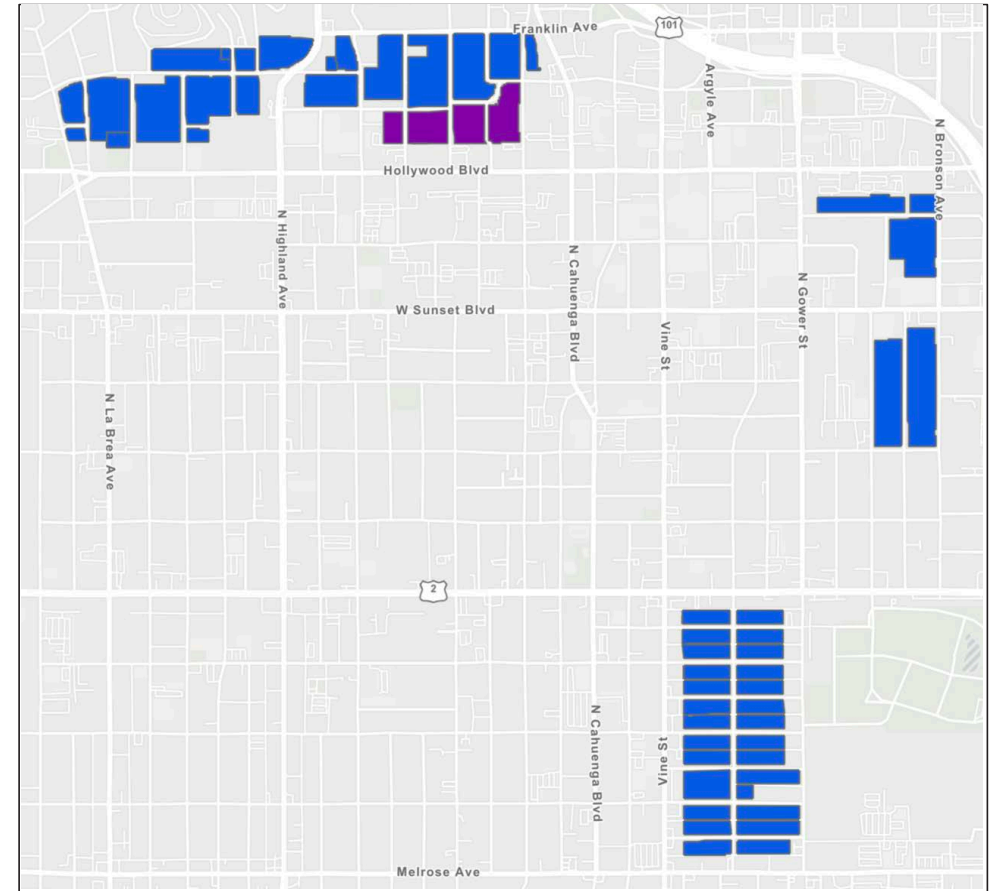 Franklin Ave
101
Argyle Ave
N Bronson Ave
Hollywood Blvd
N Highland Ave
N Cahuenga Blvd
N Gower St
W Sunset Blvd
Vine St
N La Brea Ave
2
N Cahuenga Blvd
Vine St
Melrose Ave